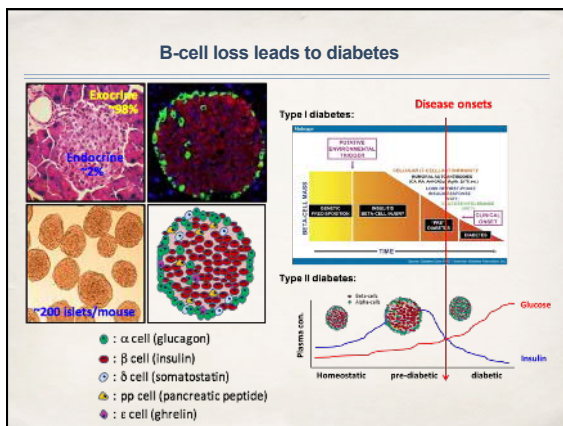 B-cell loss leads to diabetes
Exocrine
~98%
Endocrine
~2%
~200 islets/mouse
: α cell (glucagon)
: β cell (insulin)
: δ cell (somatostatin)
: pp cell (pancreatic peptide)
: ε cell (ghrelin)
Disease onsets
Type I diabetes:
Medscape
PUTATIVE
ENVIRONMENTAL
TRIGGER
BETA-CELL MASS
GENETIC
PREDISPOSITION
INSULITIS
BETA-CELL INJURY
"PRE"
DIABETES
CLINICAL
ONSET
DIABETES
TIME
Type II diabetes:
Beta-cells
Alpha-cells
Plasma con.
Glucose
Insulin
Homeostatic pre-diabetic diabetic